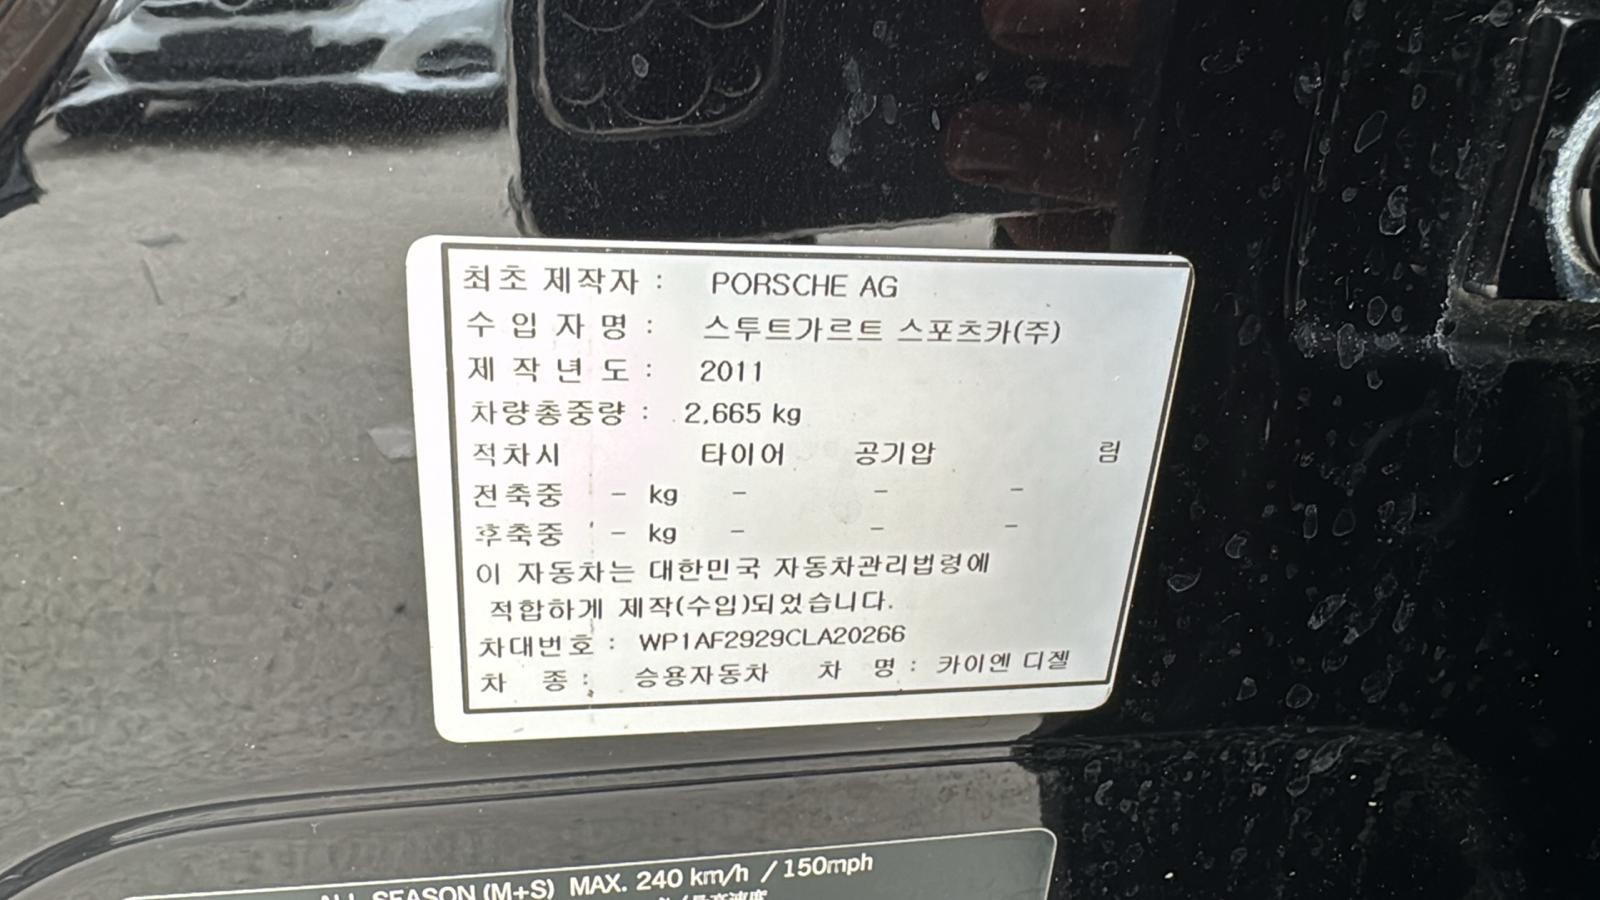 최초 제작자 : PORSCHE AG
수 입 자 명 : 스투트가르트 스포츠카(주)
제 작 년 도 : 2011
차량총중량 : 2,665 kg
적차시 타이어 공기압 림
전축중 - kg - - -
후축중 - kg - - -
이 자동차는 대한민국 자동차관리법령에
적합하게 제작(수입)되었습니다.
차대번호 : WP1AF2929CLA20266
차 종 : 승용자동차 차 명 : 카이엔 디젤
ALL SEASON (M+S) MAX. 240 km/h / 150mph